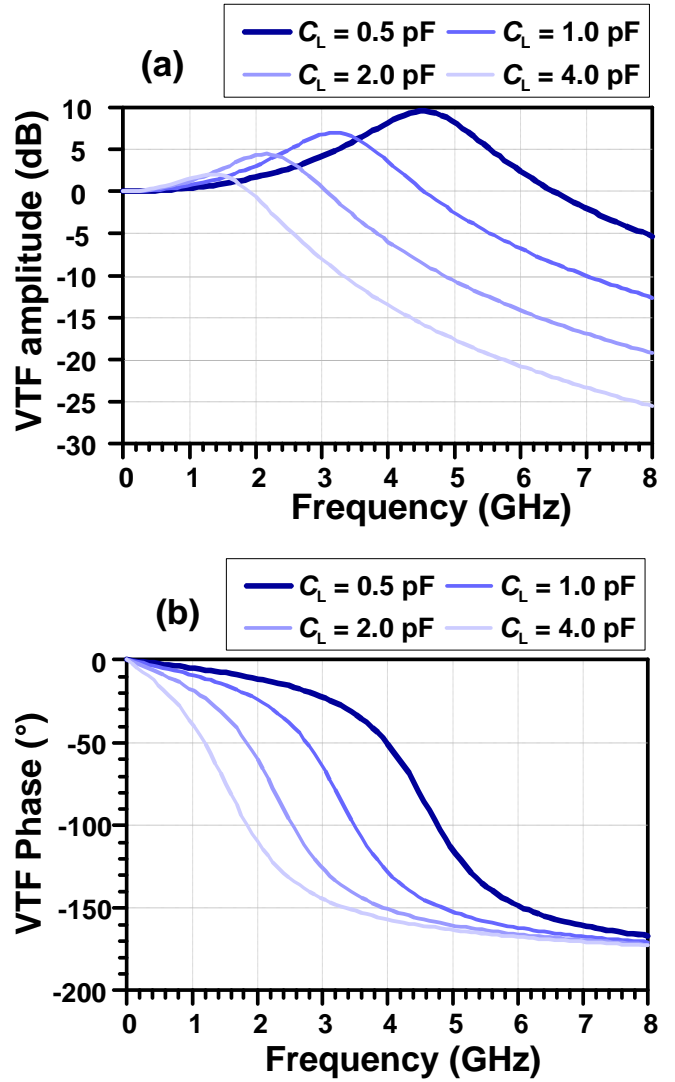 C_L = 0.5 pF C_L = 1.0 pF
(a)
C_L = 2.0 pF C_L = 4.0 pF
10
5
0
-5
-10
-15
-20
-25
-30
VTF amplitude (dB)
0 1 2 3 4 5 6 7 8
Frequency (GHz)
C_L = 0.5 pF C_L = 1.0 pF
(b)
C_L = 2.0 pF C_L = 4.0 pF
0
-50
-100
-150
-200
VTF Phase (°)
0 1 2 3 4 5 6 7 8
Frequency (GHz)